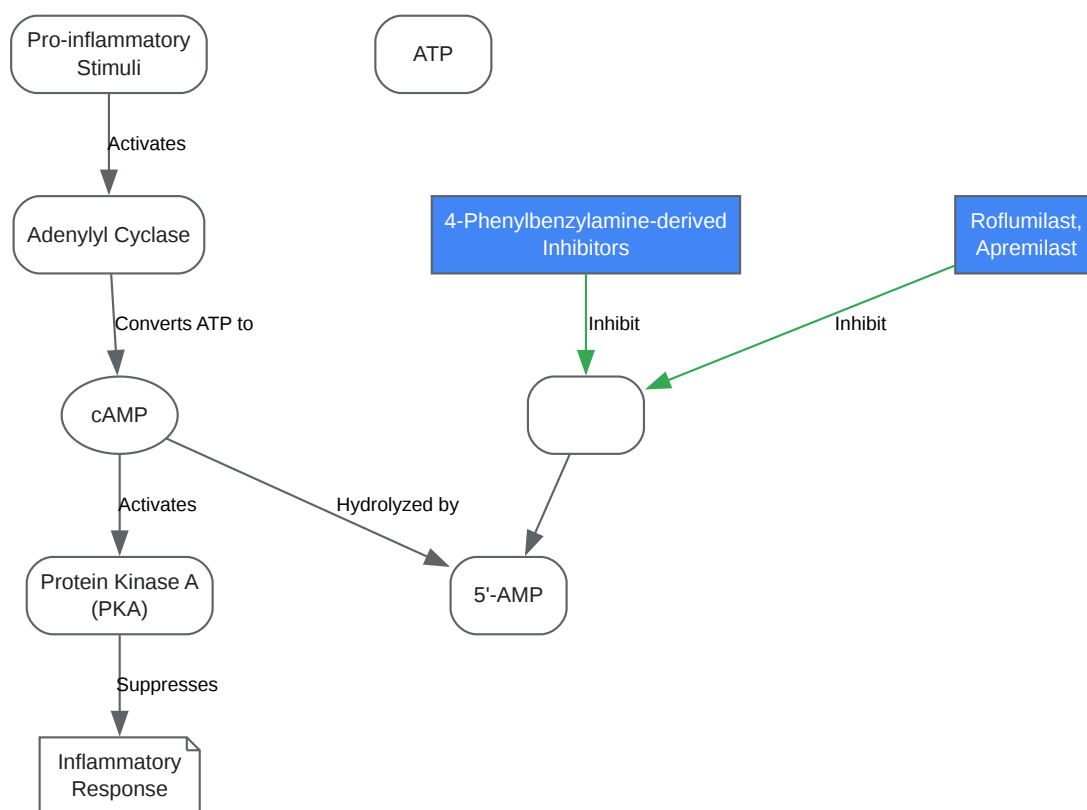 Pro-inflammatory
Stimuli
ATP
Activates
Adenylyl Cyclase
4-Phenylbenzylamine-derived
Inhibitors
Roflumilast,
Apremilast
Converts ATP to
Inhibit
Inhibit
cAMP
Activates
Hydrolyzed by
Protein Kinase A
(PKA)
5'-AMP
Suppresses
Inflammatory
Response